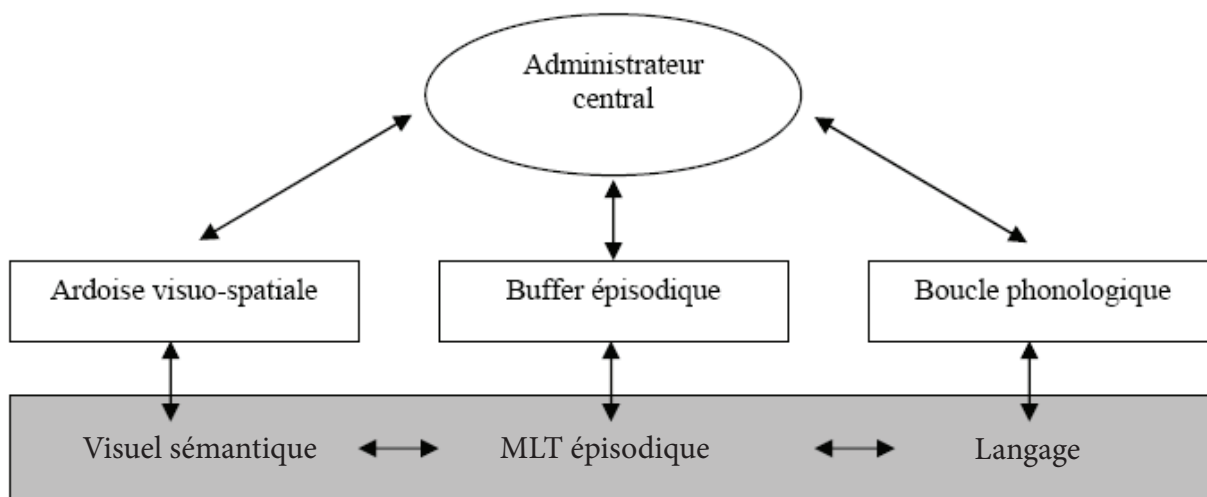 Administrateur
central
Ardoise visuo-spatiale
Buffer épisodique
Boucle phonologique
Visuel sémantique
MLT épisodique
Langage